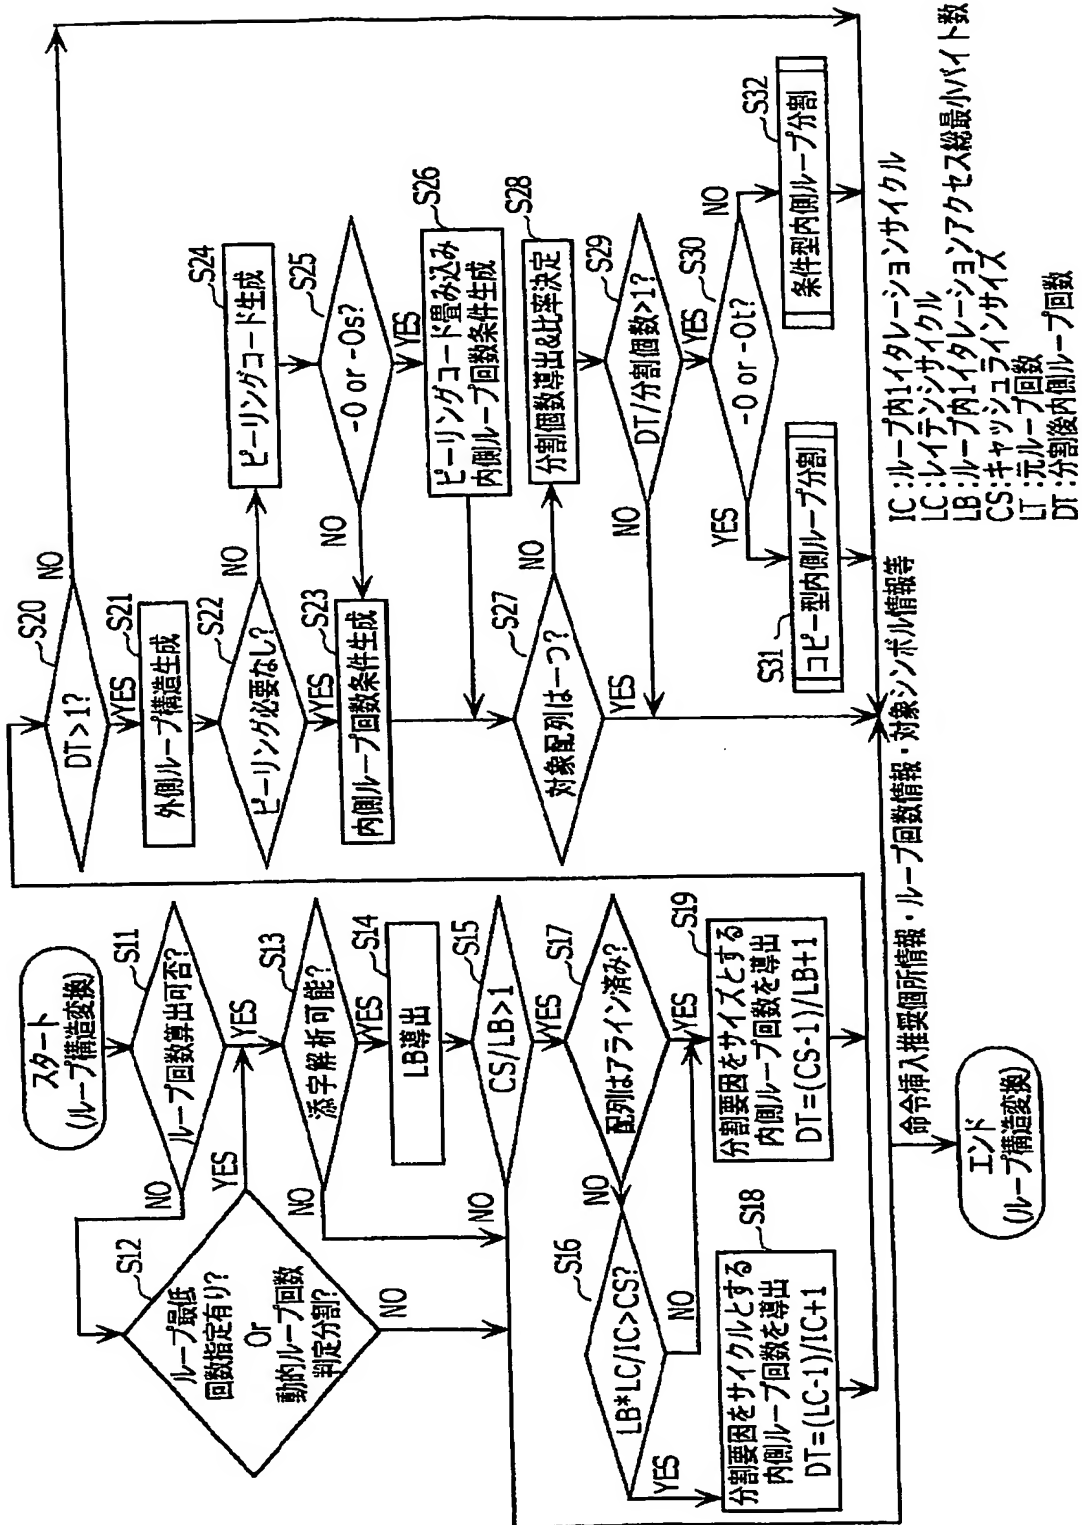 スタート
(ループ構造変換)
S11
ループ回数算出可否?
NO
YES
S12
ループ最低
回数指定有り?
Or
動的ループ回数
判定分割?
YES
NO
S13
添字解析可能?
NO
YES
S14
LB導出
S15
CS/LB>1
NO
YES
S17
配列はアライン済み?
NO
YES
S16
LB*LC/IC>CS?
NO
YES
S18
分割要因をサイクルとする
内側ループ回数を導出
DT=(LC-1)/IC+1
S19
分割要因をサイズとする
内側ループ回数を導出
DT=(CS-1)/LB+1
S20
DT>1?
NO
YES
S21
外側ループ構造生成
S22
ピーリング必要なし?
NO
YES
S23
内側ループ回数条件生成
S24
ピーリングコード生成
S25
-O or -Os?
NO
YES
S26
ピーリングコード畳み込み
内側ループ回数条件生成
S27
対象配列は一つ?
NO
YES
S28
分割個数導出&比率決定
S29
DT/分割個数>1?
NO
YES
S30
-O or -Ot?
YES
NO
S31
コピー型内側ループ分割
S32
条件型内側ループ分割
命令挿入推奨個所情報・ループ回数情報・対象シンボル情報等
エンド
(ループ構造変換)
IC:ループ内1イタレーションサイクル
LC:レイテンシサイクル
LB:ループ内1イタレーションアクセス総最小バイト数
CS:キャッシュラインサイズ
LT:元ループ回数
DT:分割後内側ループ回数